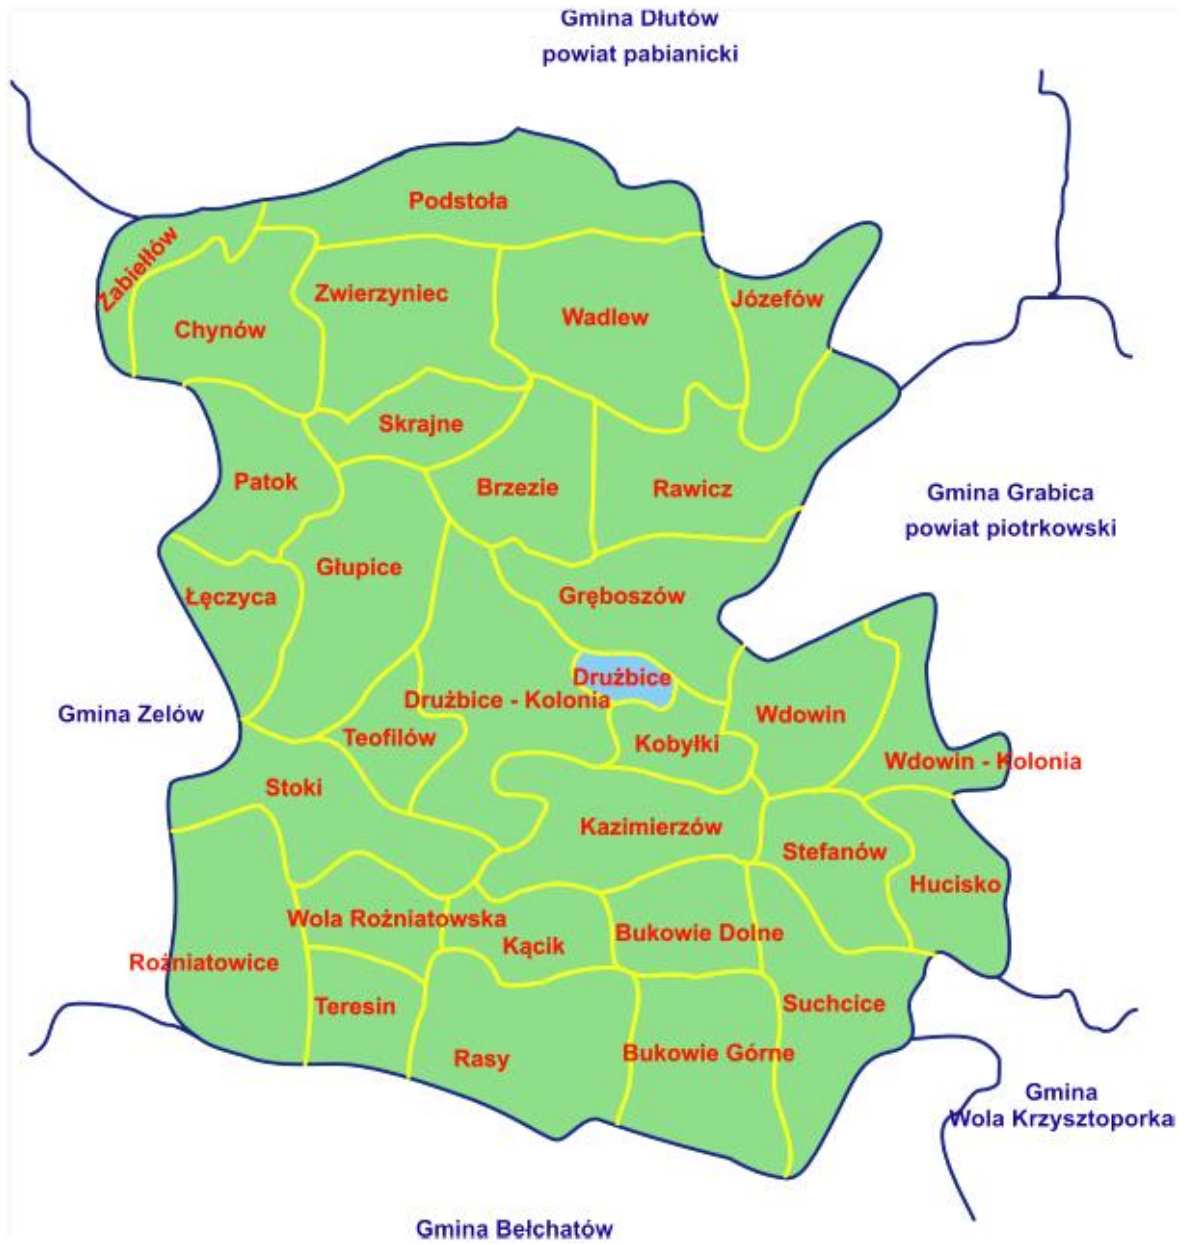 Gmina Dłutów
powiat pabianicki
Podstoła
Zabiełłów
Zwierzyniec
Józefów
Wadlew
Chynów
Skrajne
Patok
Brzezie
Rawicz
Gmina Grabica
powiat piotrkowski
Głupice
Łęczyca
Gręboszów
Drużbice
Drużbice - Kolonia
Gmina Zelów
Wdowin
Teofilów
Kobyłki
Wdowin - Kolonia
Stoki
Kazimierzów
Stefanów
Hucisko
Wola Rożniatowska
Bukowie Dolne
Kącik
Rożniatowice
Teresin
Suchcice
Rasy
Bukowie Górne
Gmina
Wola Krzysztoporka
Gmina Bełchatów